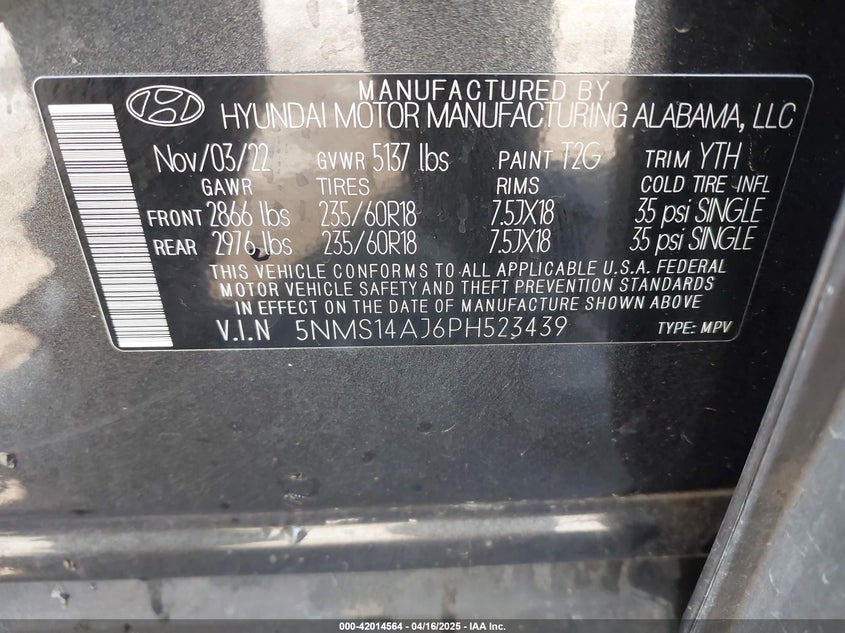 MANUFACTURED BY
HYUNDAI MOTOR MANUFACTURING ALABAMA, LLC
Nov/03/22 GVWR 5137 lbs PAINT T2G TRIM YTH
GAWR TIRES RIMS COLD TIRE INFL
FRONT 2866 lbs 235/60R18 7.5JX18 35 psi SINGLE
REAR 2976 lbs 235/60R18 7.5JX18 35 psi SINGLE
THIS VEHICLE CONFORMS TO ALL APPLICABLE U.S.A. FEDERAL
MOTOR VEHICLE SAFETY AND THEFT PREVENTION STANDARDS
IN EFFECT ON THE DATE OF MANUFACTURE SHOWN ABOVE
V.I.N 5NMS14AJ6PH523439 TYPE: MPV
000-42014564 - 04/16/2025 - IAA Inc.